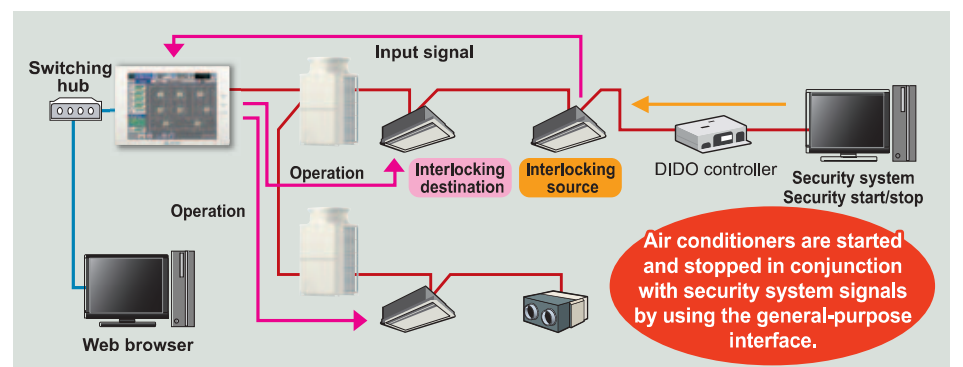 Input signal
Switching
hub
Operation
Interlocking
destination
Interlocking
source
DIDO controller
Security system
Security start/stop
Operation
Air conditioners are started
and stopped in conjunction
with security system signals
by using the general-purpose
interface.
Web browser